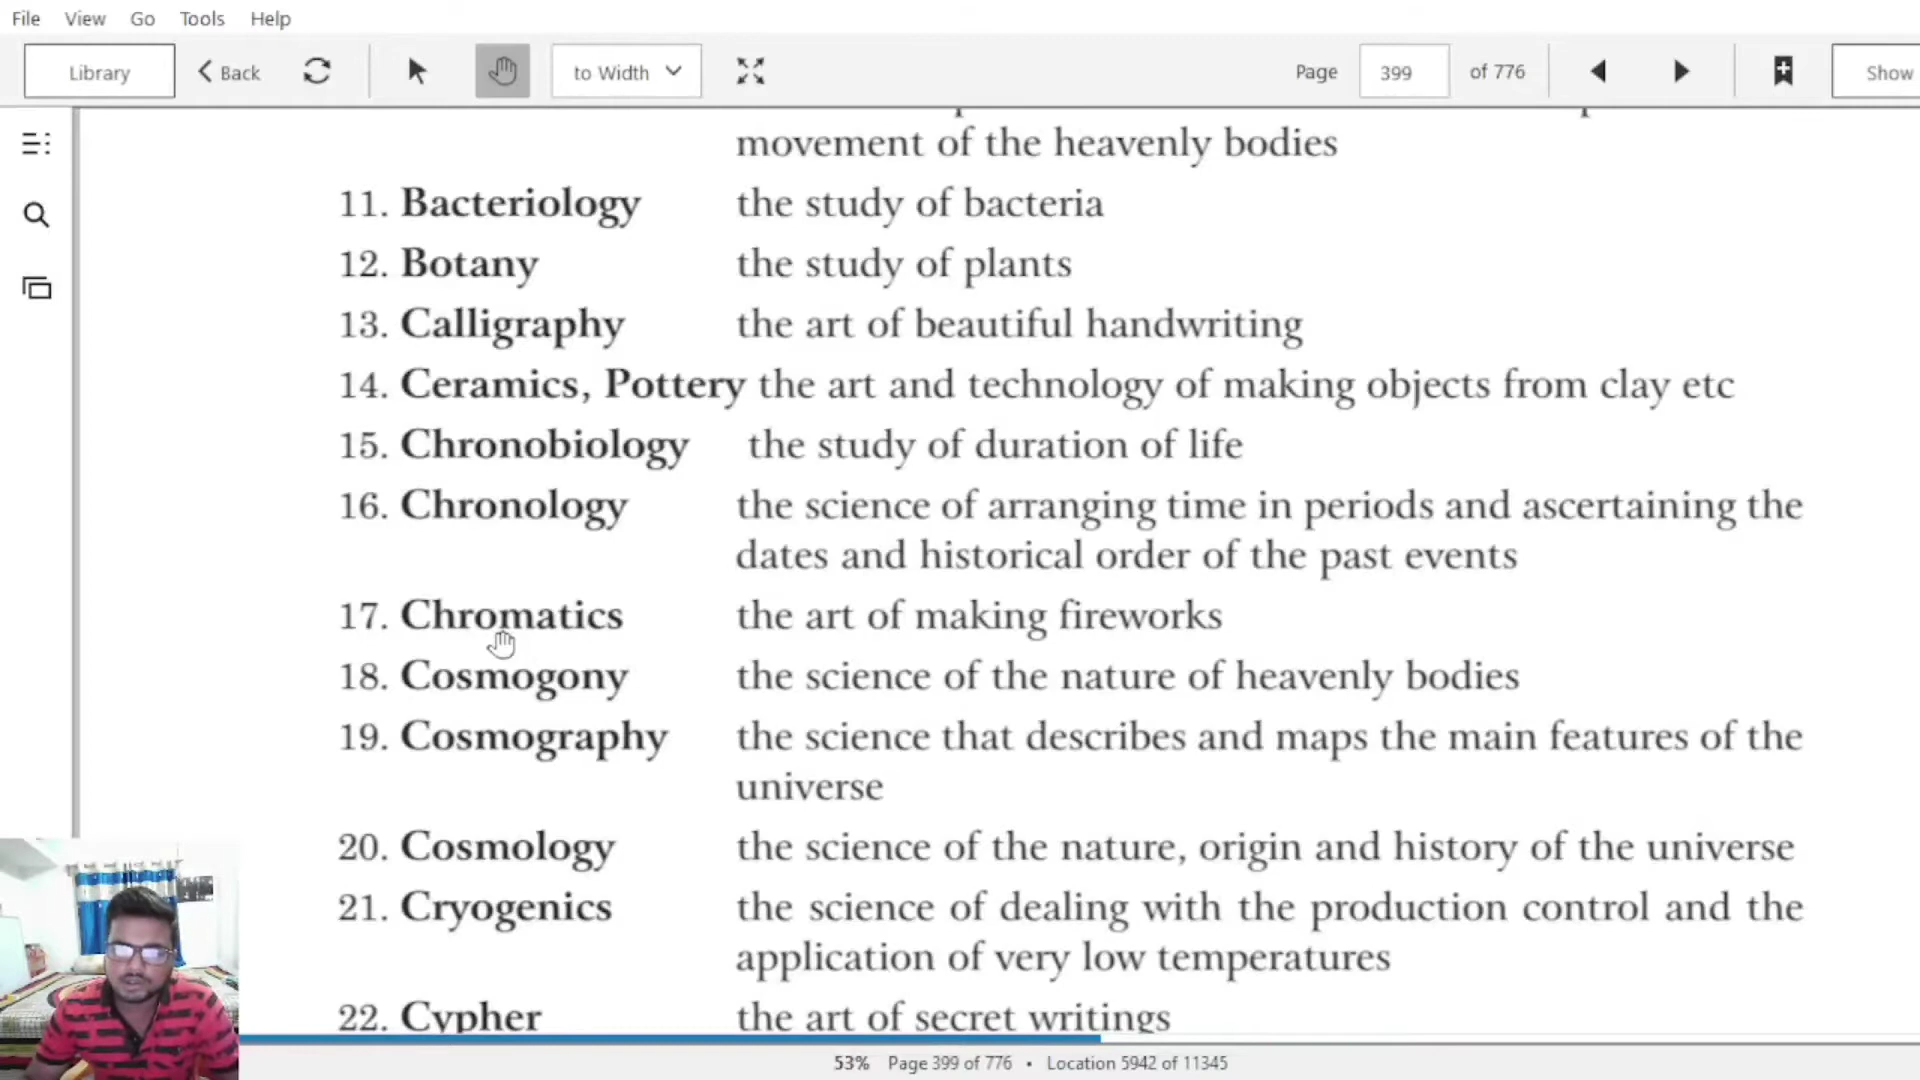 File View Go Tools Help
Library Back to Width Page 399 of 776 Show
movement of the heavenly bodies
11. Bacteriology the study of bacteria
12. Botany the study of plants
13. Calligraphy the art of beautiful handwriting
14. Ceramics, Pottery the art and technology of making objects from clay etc
15. Chronobiology the study of duration of life
16. Chronology the science of arranging time in periods and ascertaining the
dates and historical order of the past events
17. Chromatics the art of making fireworks
18. Cosmogony the science of the nature of heavenly bodies
19. Cosmography the science that describes and maps the main features of the
universe
20. Cosmology the science of the nature, origin and history of the universe
21. Cryogenics the science of dealing with the production control and the
application of very low temperatures
22. Cypher the art of secret writings
53% Page 399 of 776 • Location 5942 of 11345